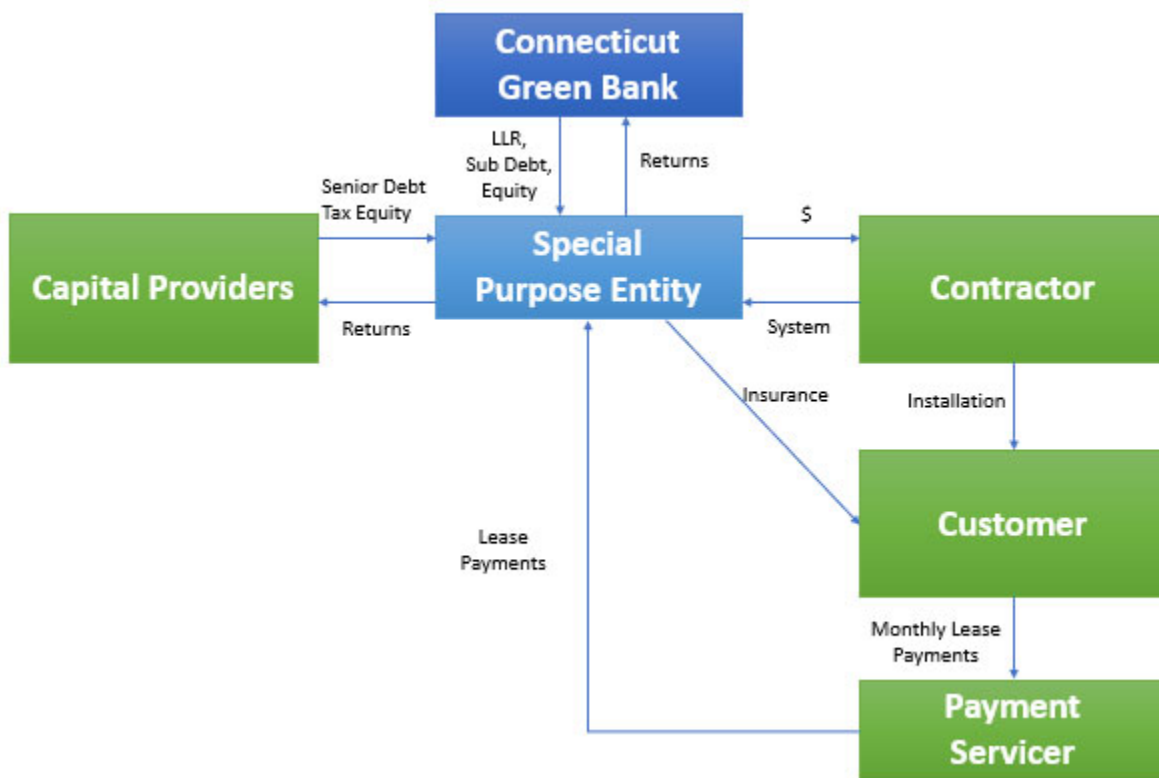 Connecticut
Green Bank
LLR,
Sub Debt,
Equity
Returns
Senior Debt
Tax Equity
$
Capital Providers
Special
Purpose Entity
Contractor
Returns
System
Insurance
Installation
Customer
Lease
Payments
Monthly Lease
Payments
Payment
Servicer